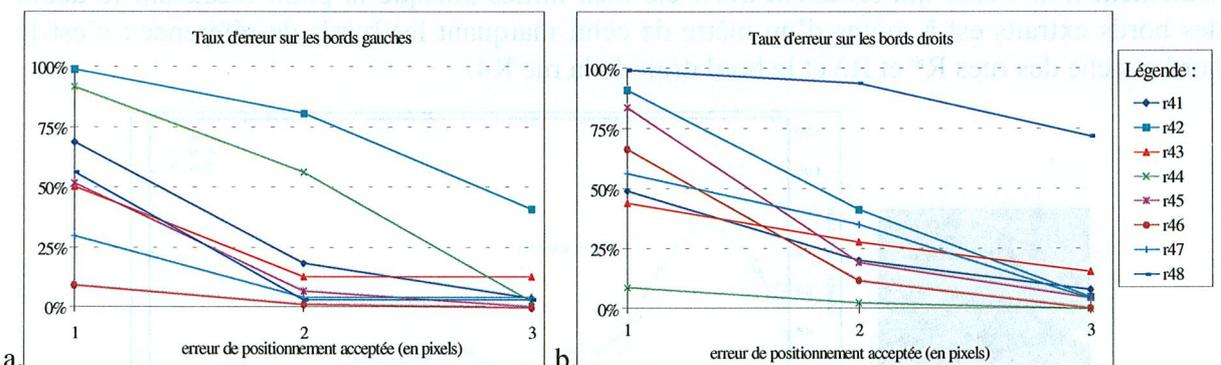 Taux d'erreur sur les bords gauches
100%
75%
50%
25%
0%
1 2 3
erreur de positionnement acceptée (en pixels)
a.
Taux d'erreur sur les bords droits
100%
75%
50%
25%
0%
1 2 3
erreur de positionnement acceptée (en pixels)
b.
Légende :
r41
r42
r43
r44
r45
r46
r47
r48